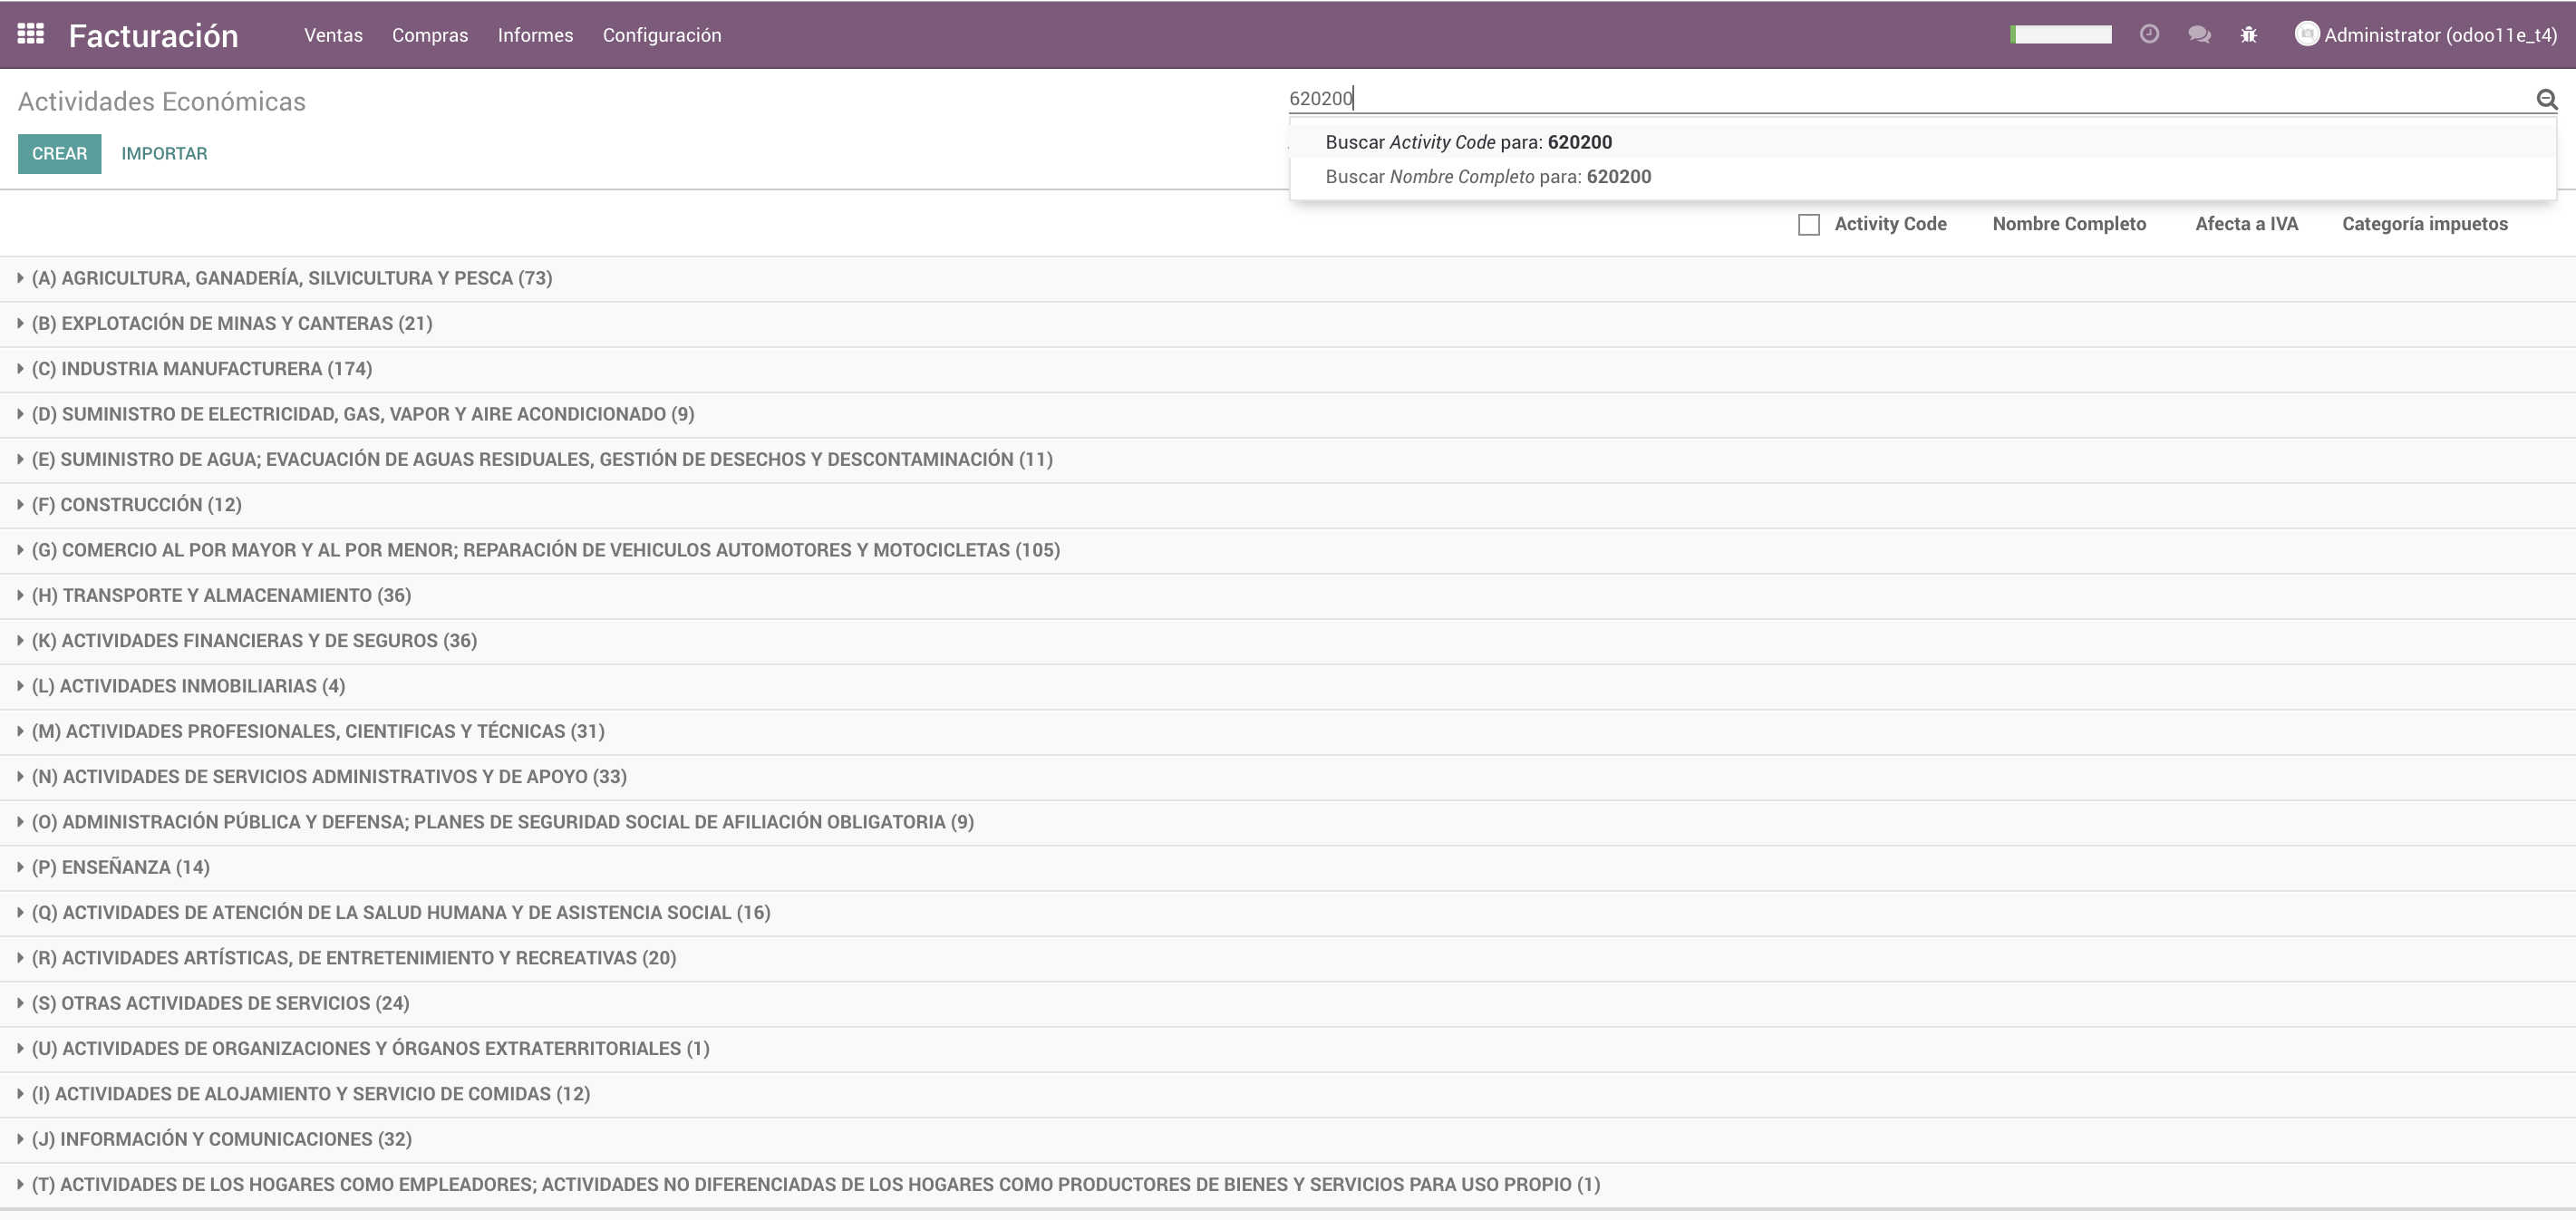 Facturación Ventas Compras Informes Configuración Administrator (odoo11e_t4)
Actividades Económicas 620200
CREAR IMPORTAR
Buscar Activity Code para: 620200
Buscar Nombre Completo para: 620200
Activity Code Nombre Completo Afecta a IVA Categoría impuetos
(A) AGRICULTURA, GANADERÍA, SILVICULTURA Y PESCA (73)
(B) EXPLOTACIÓN DE MINAS Y CANTERAS (21)
(C) INDUSTRIA MANUFACTURERA (174)
(D) SUMINISTRO DE ELECTRICIDAD, GAS, VAPOR Y AIRE ACONDICIONADO (9)
(E) SUMINISTRO DE AGUA; EVACUACIÓN DE AGUAS RESIDUALES, GESTIÓN DE DESECHOS Y DESCONTAMINACIÓN (11)
(F) CONSTRUCCIÓN (12)
(G) COMERCIO AL POR MAYOR Y AL POR MENOR; REPARACIÓN DE VEHICULOS AUTOMOTORES Y MOTOCICLETAS (105)
(H) TRANSPORTE Y ALMACENAMIENTO (36)
(K) ACTIVIDADES FINANCIERAS Y DE SEGUROS (36)
(L) ACTIVIDADES INMOBILIARIAS (4)
(M) ACTIVIDADES PROFESIONALES, CIENTIFICAS Y TÉCNICAS (31)
(N) ACTIVIDADES DE SERVICIOS ADMINISTRATIVOS Y DE APOYO (33)
(O) ADMINISTRACIÓN PÚBLICA Y DEFENSA; PLANES DE SEGURIDAD SOCIAL DE AFILIACIÓN OBLIGATORIA (9)
(P) ENSEÑANZA (14)
(Q) ACTIVIDADES DE ATENCIÓN DE LA SALUD HUMANA Y DE ASISTENCIA SOCIAL (16)
(R) ACTIVIDADES ARTÍSTICAS, DE ENTRETENIMIENTO Y RECREATIVAS (20)
(S) OTRAS ACTIVIDADES DE SERVICIOS (24)
(U) ACTIVIDADES DE ORGANIZACIONES Y ÓRGANOS EXTRATERRITORIALES (1)
(I) ACTIVIDADES DE ALOJAMIENTO Y SERVICIO DE COMIDAS (12)
(J) INFORMACIÓN Y COMUNICACIONES (32)
(T) ACTIVIDADES DE LOS HOGARES COMO EMPLEADORES; ACTIVIDADES NO DIFERENCIADAS DE LOS HOGARES COMO PRODUCTORES DE BIENES Y SERVICIOS PARA USO PROPIO (1)